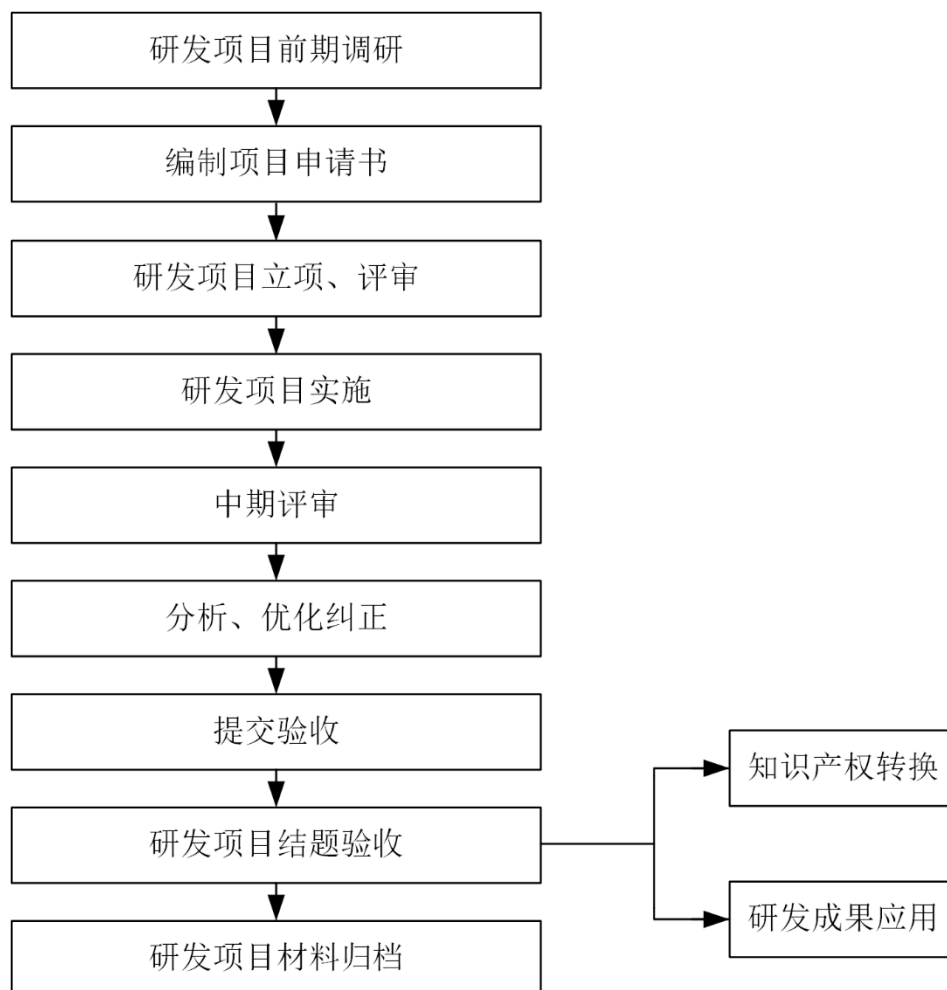 研发项目前期调研
编制项目申请书
研发项目立项、评审
研发项目实施
中期评审
分析、优化纠正
提交验收
知识产权转换
研发项目结题验收
研发成果应用
研发项目材料归档